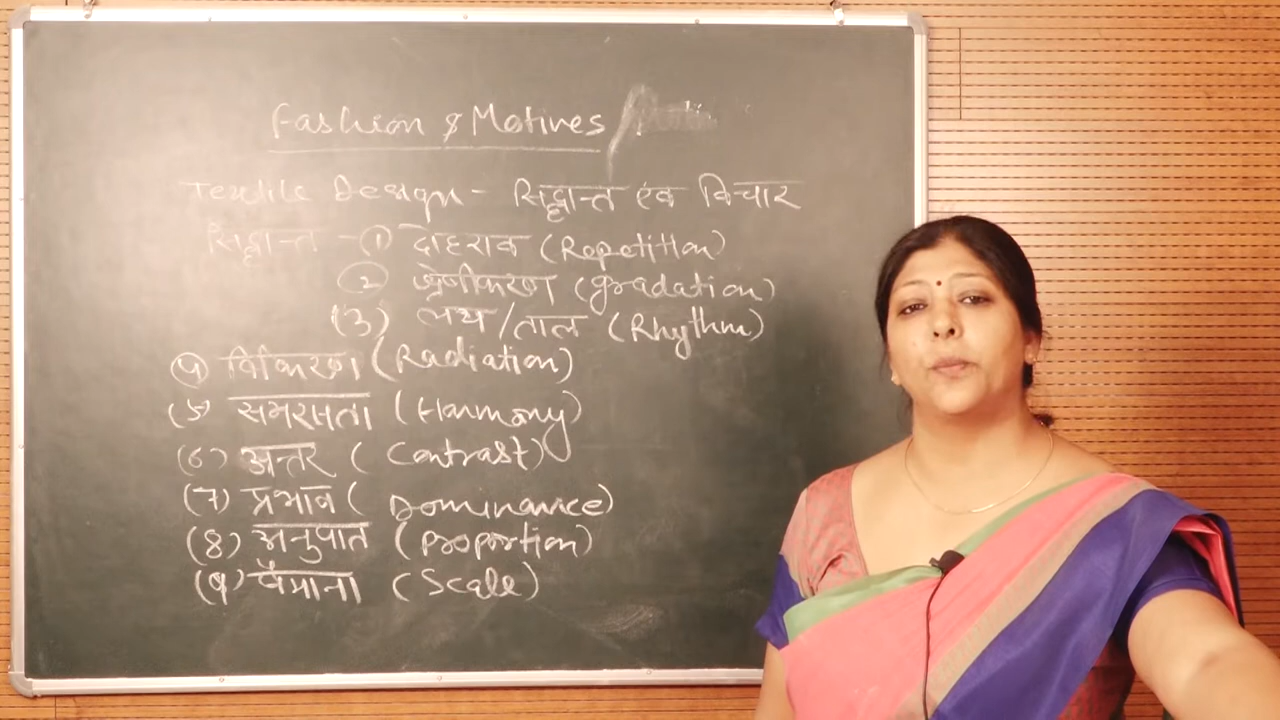 Fashion & Motives /
Textile Design - सिद्धान्त एंव विचार
सिद्धान्त - ① दोहराव (Repetition)
② श्रेणीकरण (gradation)
(3) लय/ताल (Rhythm)
④ विकिरण (Radiation)
(5) समरसता (Harmony)
(6) अन्तर (Contrast)
(7) प्रभाव (Dominance)
(8) अनुपात (Proportion)
(9) पैमाना (Scale)